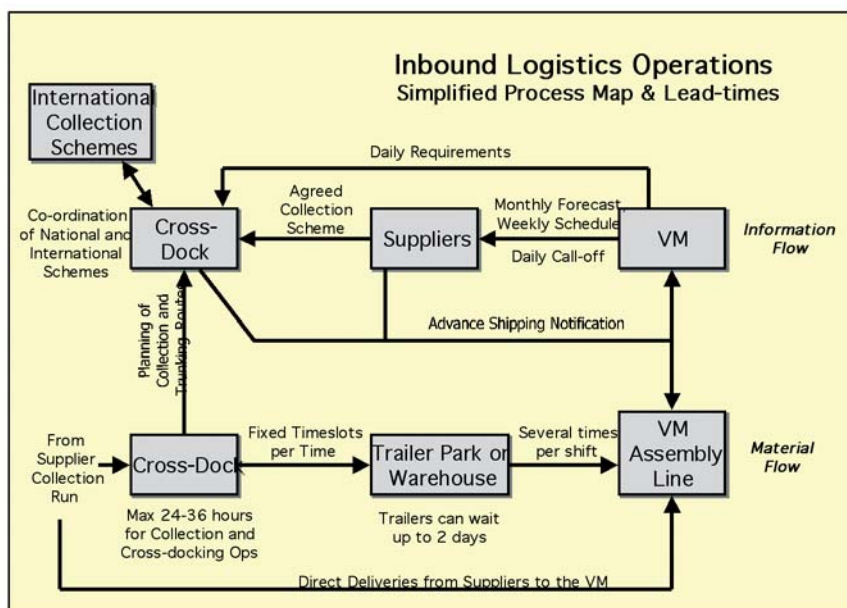 Inbound Logistics Operations
Simplified Process Map & Lead-times
International
Collection
Schemes
Daily Requirements
Co-ordination
of National and
International
Schemes
Cross-
Dock
Agreed
Collection
Scheme
Suppliers
Monthly Forecast,
Weekly Schedule
Daily Call-off
VM
Information
Flow
Planning of
Collection and
Trunking Routes
Advance Shipping Notification
From
Supplier
Collection
Run
Cross-Dock
Fixed Timeslots
per Time
Trailer Park or
Warehouse
Several times
per shift
VM
Assembly
Line
Material
Flow
Max 24-36 hours
for Collection and
Cross-docking Ops
Trailers can wait
up to 2 days
Direct Deliveries from Suppliers to the VM